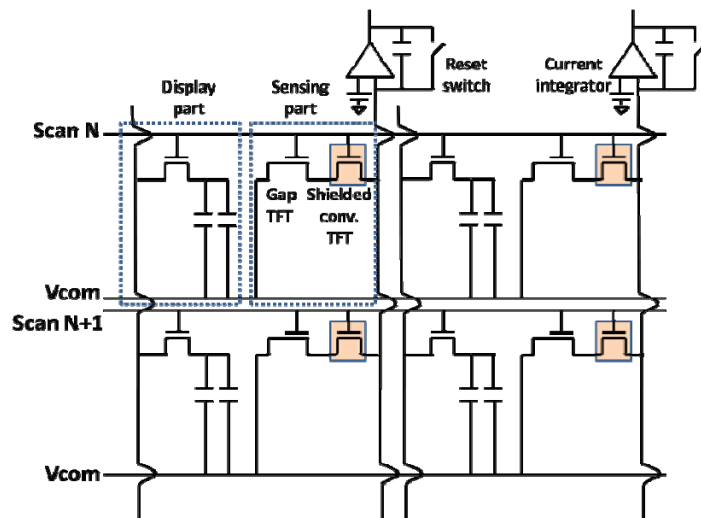 Reset
switch
Current
integrator
Display
part
Sensing
part
Scan N
Gap
TFT
Shielded
conv.
TFT
Vcom
Scan N+1
Vcom